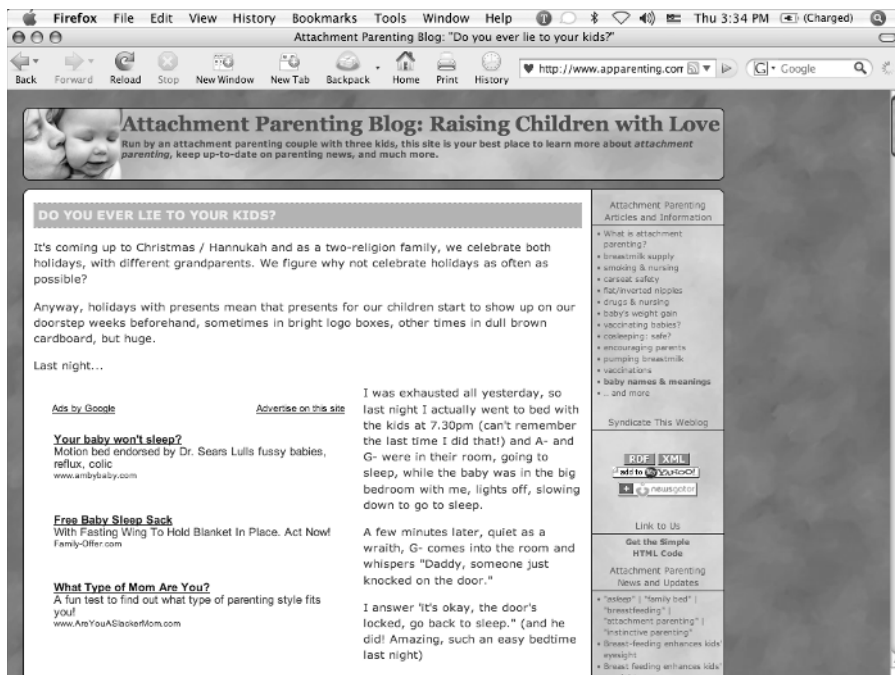 Firefox File Edit View History Bookmarks Tools Window Help Thu 3:34 PM (Charged)
Attachment Parenting Blog: "Do you ever lie to your kids?"
Back Forward Reload Stop New Window New Tab Backpack Home Print History http://www.apparenting.com Google
Attachment Parenting Blog: Raising Children with Love
Run by an attachment parenting couple with three kids, this site is your best place to learn more about attachment
parenting, keep up-to-date on parenting news, and much more.
DO YOU EVER LIE TO YOUR KIDS?
It's coming up to Christmas / Hannukah and as a two-religion family, we celebrate both
holidays, with different grandparents. We figure why not celebrate holidays as often as
possible?
Anyway, holidays with presents mean that presents for our children start to show up on our
doorstep weeks beforehand, sometimes in bright logo boxes, other times in dull brown
cardboard, but huge.
Last night...
Ads by Google Advertise on this site
Your baby won't sleep?
Motion bed endorsed by Dr. Sears Lulls fussy babies,
reflux, colic
www.ambybaby.com
Free Baby Sleep Sack
With Fasting Wing To Hold Blanket In Place. Act Now!
Family-Offer.com
What Type of Mom Are You?
A fun test to find out what type of parenting style fits
you!
www.AreYouASlackerMom.com
I was exhausted all yesterday, so
last night I actually went to bed with
the kids at 7.30pm (can't remember
the last time I did that!) and A- and
G- were in their room, going to
sleep, while the baby was in the big
bedroom with me, lights off, slowing
down to go to sleep.
A few minutes later, quiet as a
wraith, G- comes into the room and
whispers "Daddy, someone just
knocked on the door."
I answer "it's okay, the door's
locked, go back to sleep." (and he
did! Amazing, such an easy bedtime
last night)
Attachment Parenting
Articles and Information
• What is attachment
parenting?
• breastmilk supply
• smoking & nursing
• carseat safety
• flat/inverted nipples
• drugs & nursing
• baby's weight gain
• vaccinating babies?
• cosleeping: safe?
• encouraging parents
• pumping breastmilk
• vaccinations
• baby names & meanings
• .. and more
Syndicate This Weblog
RDF XML
add to MY YAHOO!
newsgator
Link to Us
Get the Simple
HTML Code
Attachment Parenting
News and Updates
• "asleep" | "family bed" |
"breastfeeding" |
"attachment parenting" |
"instinctive parenting"
• Breast-feeding enhances kids'
eyesight
• Breast feeding enhances kids'